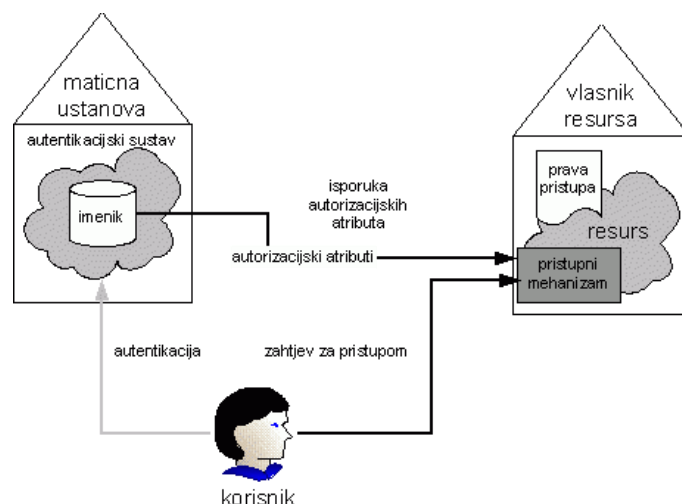 maticna
ustanova
autentikacijski sustav
imenik
vlasnik
resursa
prava
pristupa
resurs
pristupni
mehanizam
isporuka
autorizacijskih
atributa
autorizacijski atributi
autentikacija
zahtjev za pristupom
korisnik